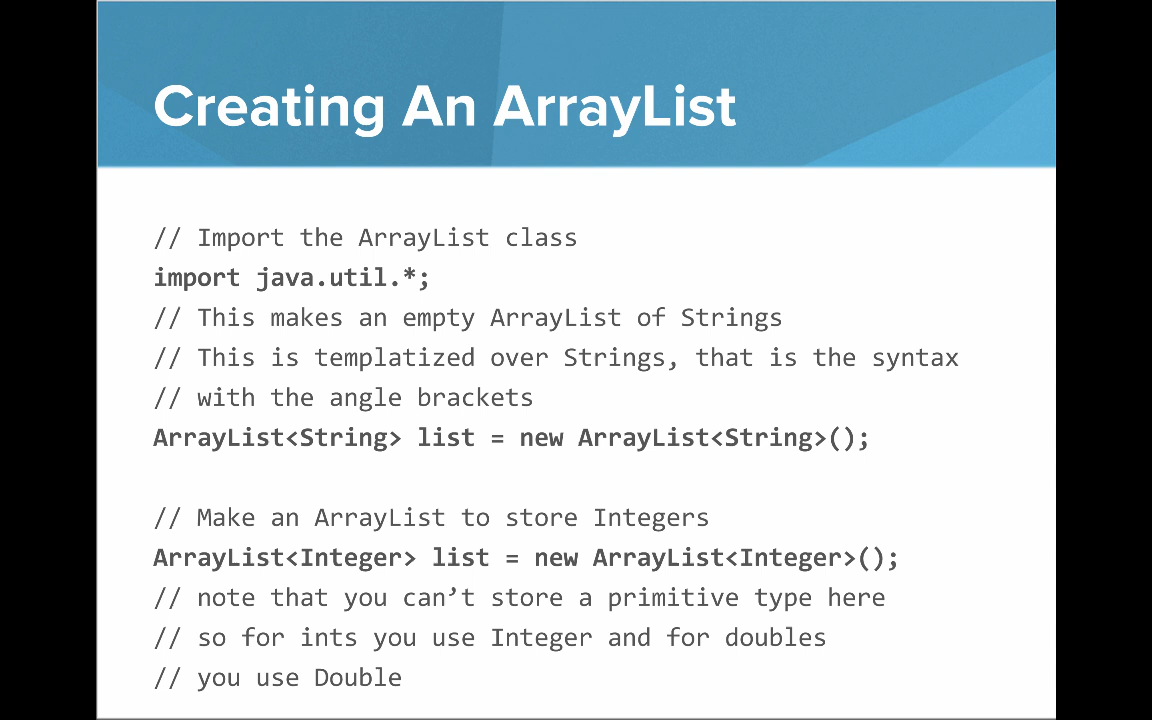 Creating An ArrayList
// Import the ArrayList class
import java.util.*;
// This makes an empty ArrayList of Strings
// This is templatized over Strings, that is the syntax
// with the angle brackets
ArrayList<String> list = new ArrayList<String>();
// Make an ArrayList to store Integers
ArrayList<Integer> list = new ArrayList<Integer>();
// note that you can’t store a primitive type here
// so for ints you use Integer and for doubles
// you use Double